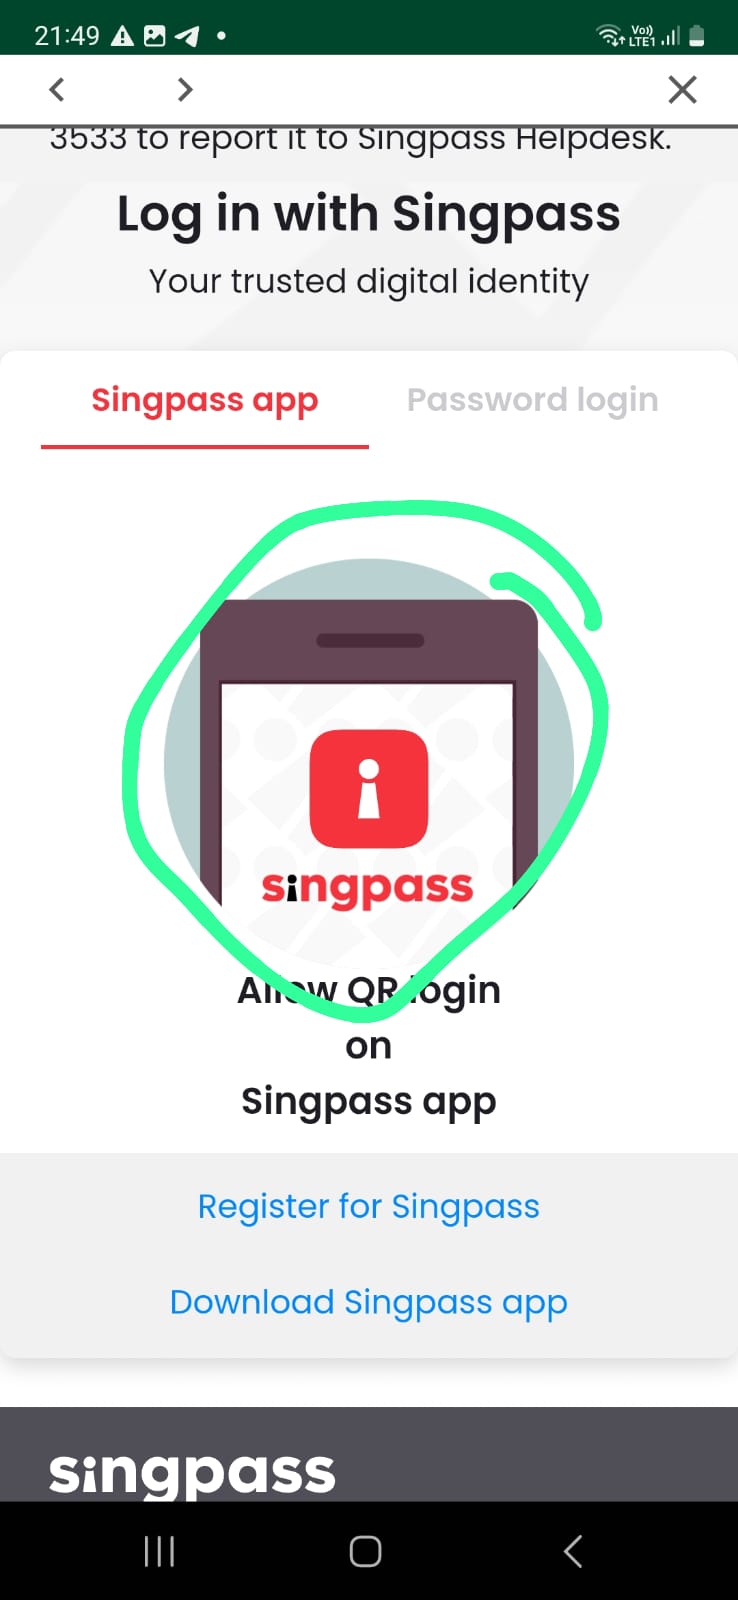 21:49
Vo))
LTE1
3533 to report it to Singpass Helpdesk.
Log in with Singpass
Your trusted digital identity
Singpass app
Password login
singpass
Allow QR login
on
Singpass app
Register for Singpass
Download Singpass app
singpass